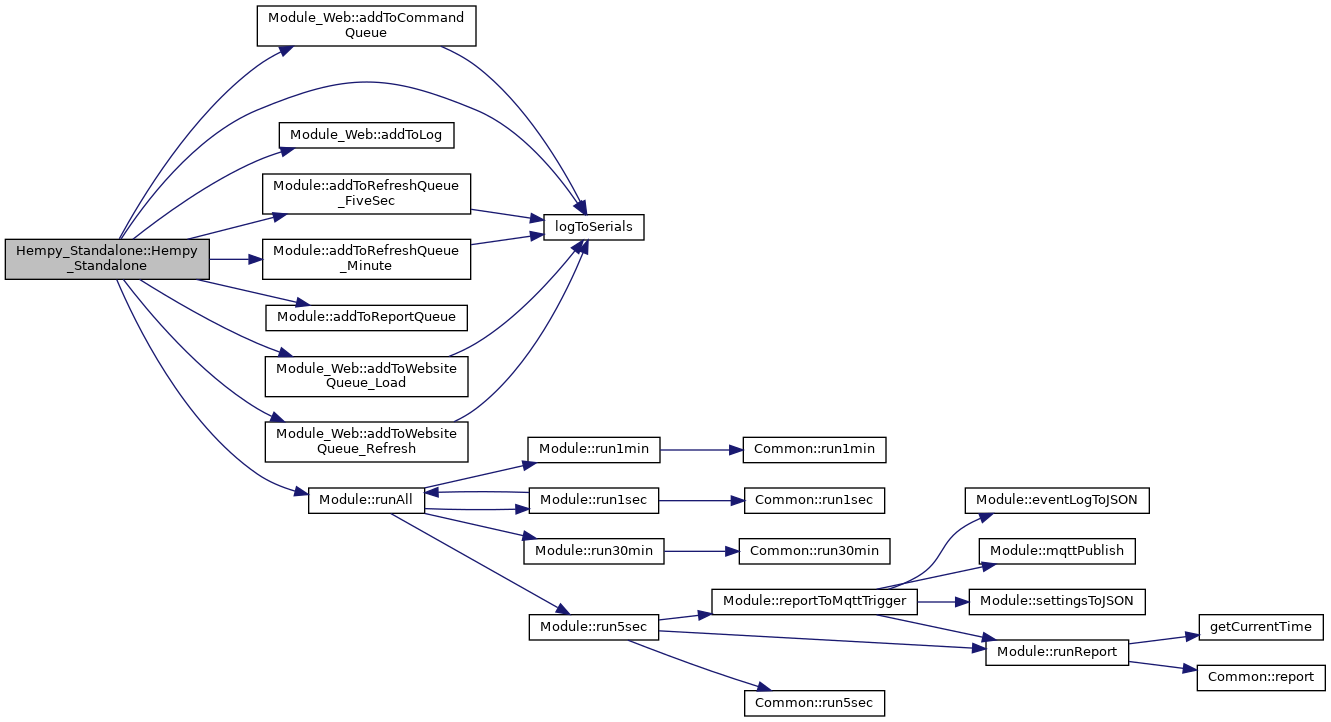 Module_Web::addToCommand
Queue
Module_Web::addToLog
Module::addToRefreshQueue
_FiveSec
logToSerials
Hempy_Standalone::Hempy
_Standalone
Module::addToRefreshQueue
_Minute
Module::addToReportQueue
Module_Web::addToWebsite
Queue_Load
Module_Web::addToWebsite
Queue_Refresh
Module::runAll
Module::run1min
Common::run1min
Module::run1sec
Common::run1sec
Module::run30min
Common::run30min
Module::run5sec
Module::reportToMqttTrigger
Common::run5sec
Module::eventLogToJSON
Module::mqttPublish
Module::settingsToJSON
Module::runReport
getCurrentTime
Common::report